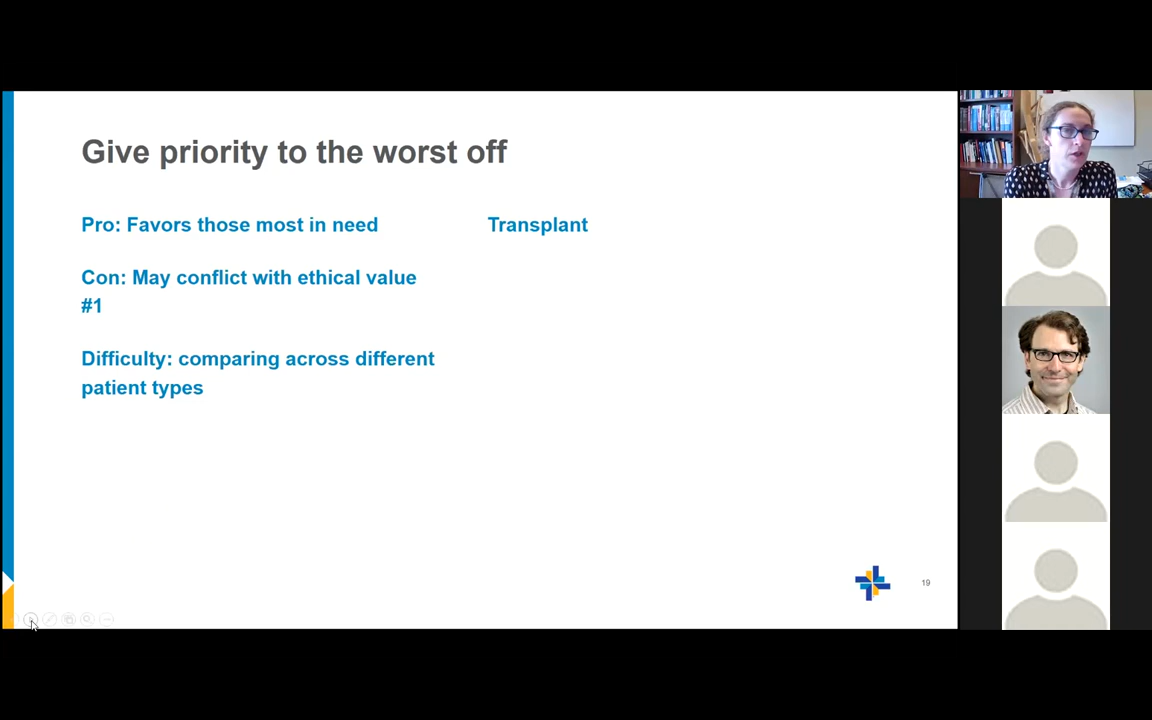 Give priority to the worst off
Pro: Favors those most in need
Con: May conflict with ethical value
#1
Difficulty: comparing across different
patient types
Transplant
19